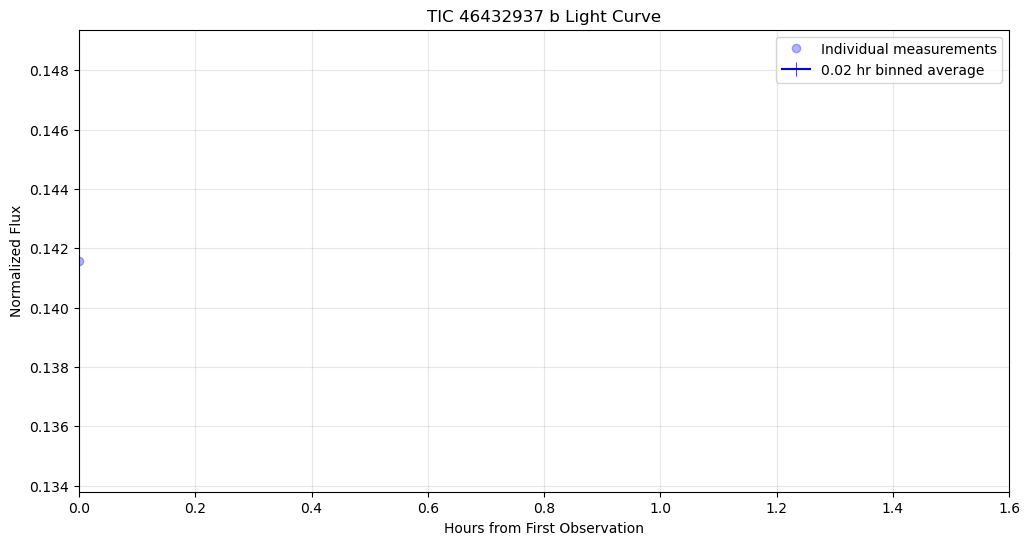 TIC 46432937 b Light Curve
Individual measurements
0.02 hr binned average
Normalized Flux
0.148
0.146
0.144
0.142
0.140
0.138
0.136
0.134
0.0 0.2 0.4 0.6 0.8 1.0 1.2 1.4 1.6
Hours from First Observation